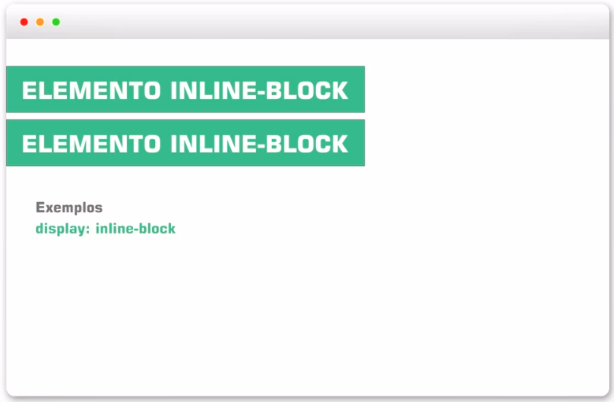 ELEMENTO INLINE-BLOCK
ELEMENTO INLINE-BLOCK
Exemplos
display: inline-block